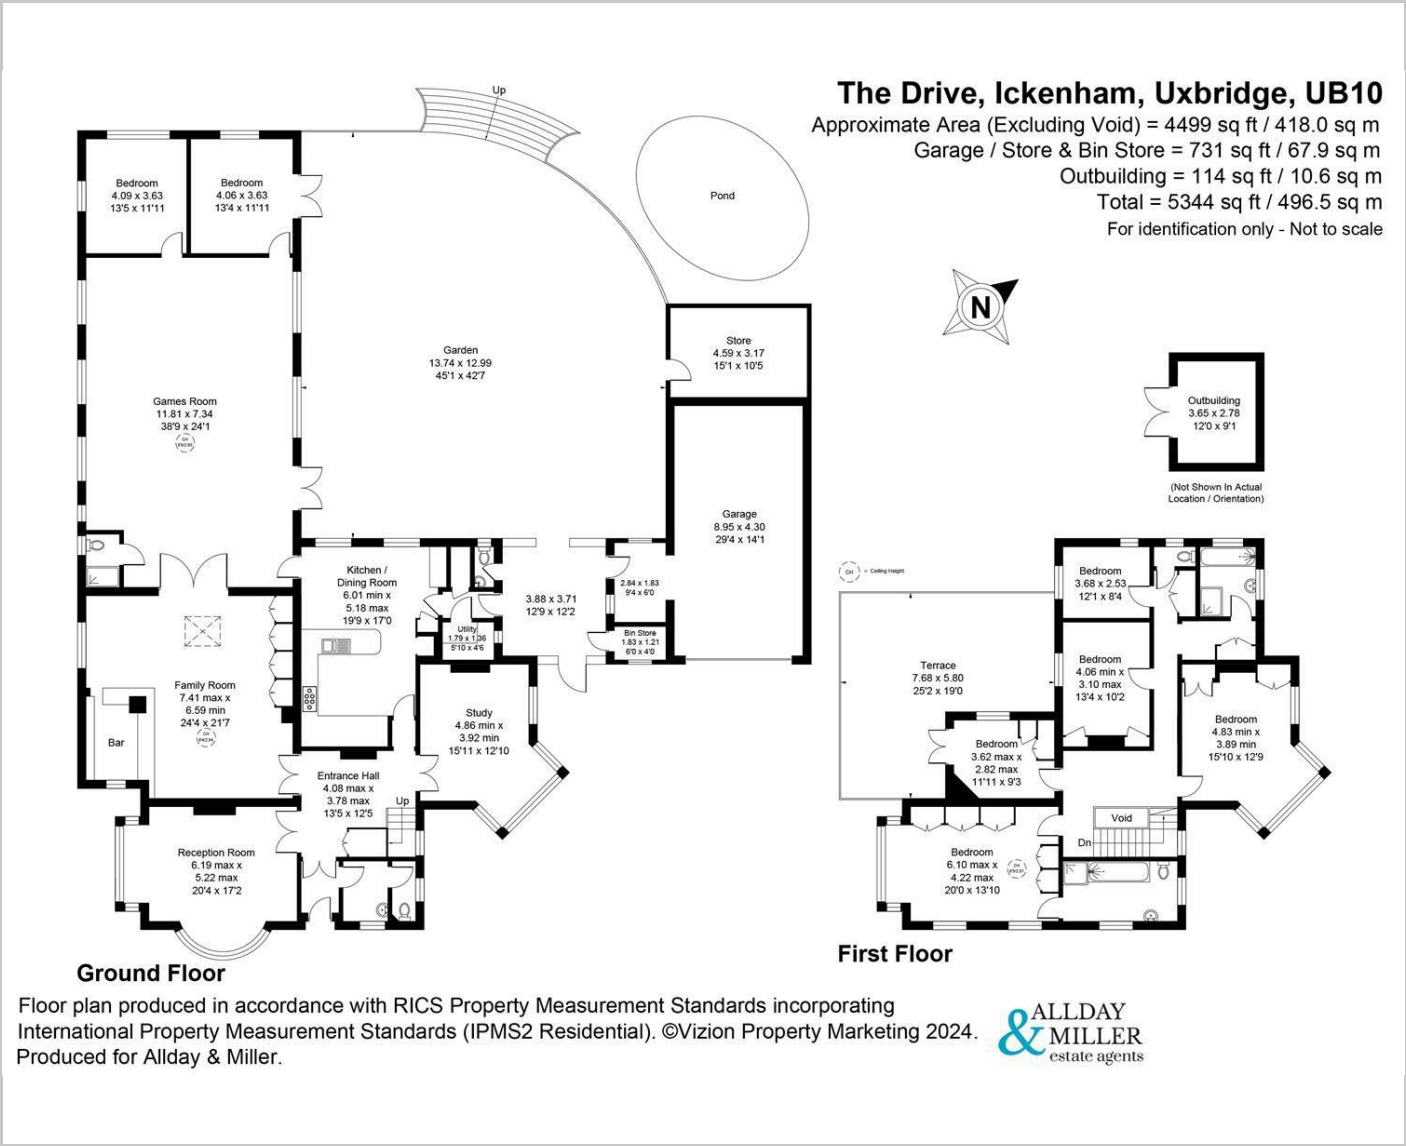 The Drive, Ickenham, Uxbridge, UB10
Approximate Area (Excluding Void) = 4499 sq ft / 418.0 sq m
Garage / Store & Bin Store = 731 sq ft / 67.9 sq m
Outbuilding = 114 sq ft / 10.6 sq m
Total = 5344 sq ft / 496.5 sq m
For identification only - Not to scale
N
Up
Pond
Bedroom
4.09 x 3.63
13'5 x 11'11
Bedroom
4.06 x 3.63
13'4 x 11'11
Garden
13.74 x 12.99
45'1 x 42'7
Store
4.59 x 3.17
15'1 x 10'5
Games Room
11.81 x 7.34
38'9 x 24'1
CH
Garage
8.95 x 4.30
29'4 x 14'1
Kitchen /
Dining Room
6.01 min x
5.18 max
19'9 x 17'0
3.88 x 3.71
12'9 x 12'2
2.84 x 1.83
9'4 x 6'0
Bin Store
1.83 x 1.21
6'0 x 4'0
Utility
1.79 x 1.36
5'10 x 4'6
Family Room
7.41 max x
6.59 min
24'4 x 21'7
CH
Bar
Study
4.86 min x
3.92 min
15'11 x 12'10
Entrance Hall
4.08 max x
3.78 max
13'5 x 12'5
Up
Reception Room
6.19 max x
5.22 max
20'4 x 17'2
Ground Floor
Outbuilding
3.65 x 2.78
12'0 x 9'1
(Not Shown In Actual
Location / Orientation)
CH
= Ceiling Height
Bedroom
3.68 x 2.53
12'1 x 8'4
Terrace
7.68 x 5.80
25'2 x 19'0
Bedroom
4.06 min x
3.10 max
13'4 x 10'2
Bedroom
4.83 min x
3.89 min
15'10 x 12'9
Bedroom
3.62 max x
2.82 max
11'11 x 9'3
Void
Dn
Bedroom
6.10 max x
4.22 max
20'0 x 13'10
CH
First Floor
Floor plan produced in accordance with RICS Property Measurement Standards incorporating
International Property Measurement Standards (IPMS2 Residential). ©Vizion Property Marketing 2024.
Produced for Allday & Miller.
ALLDAY
& MILLER
estate agents